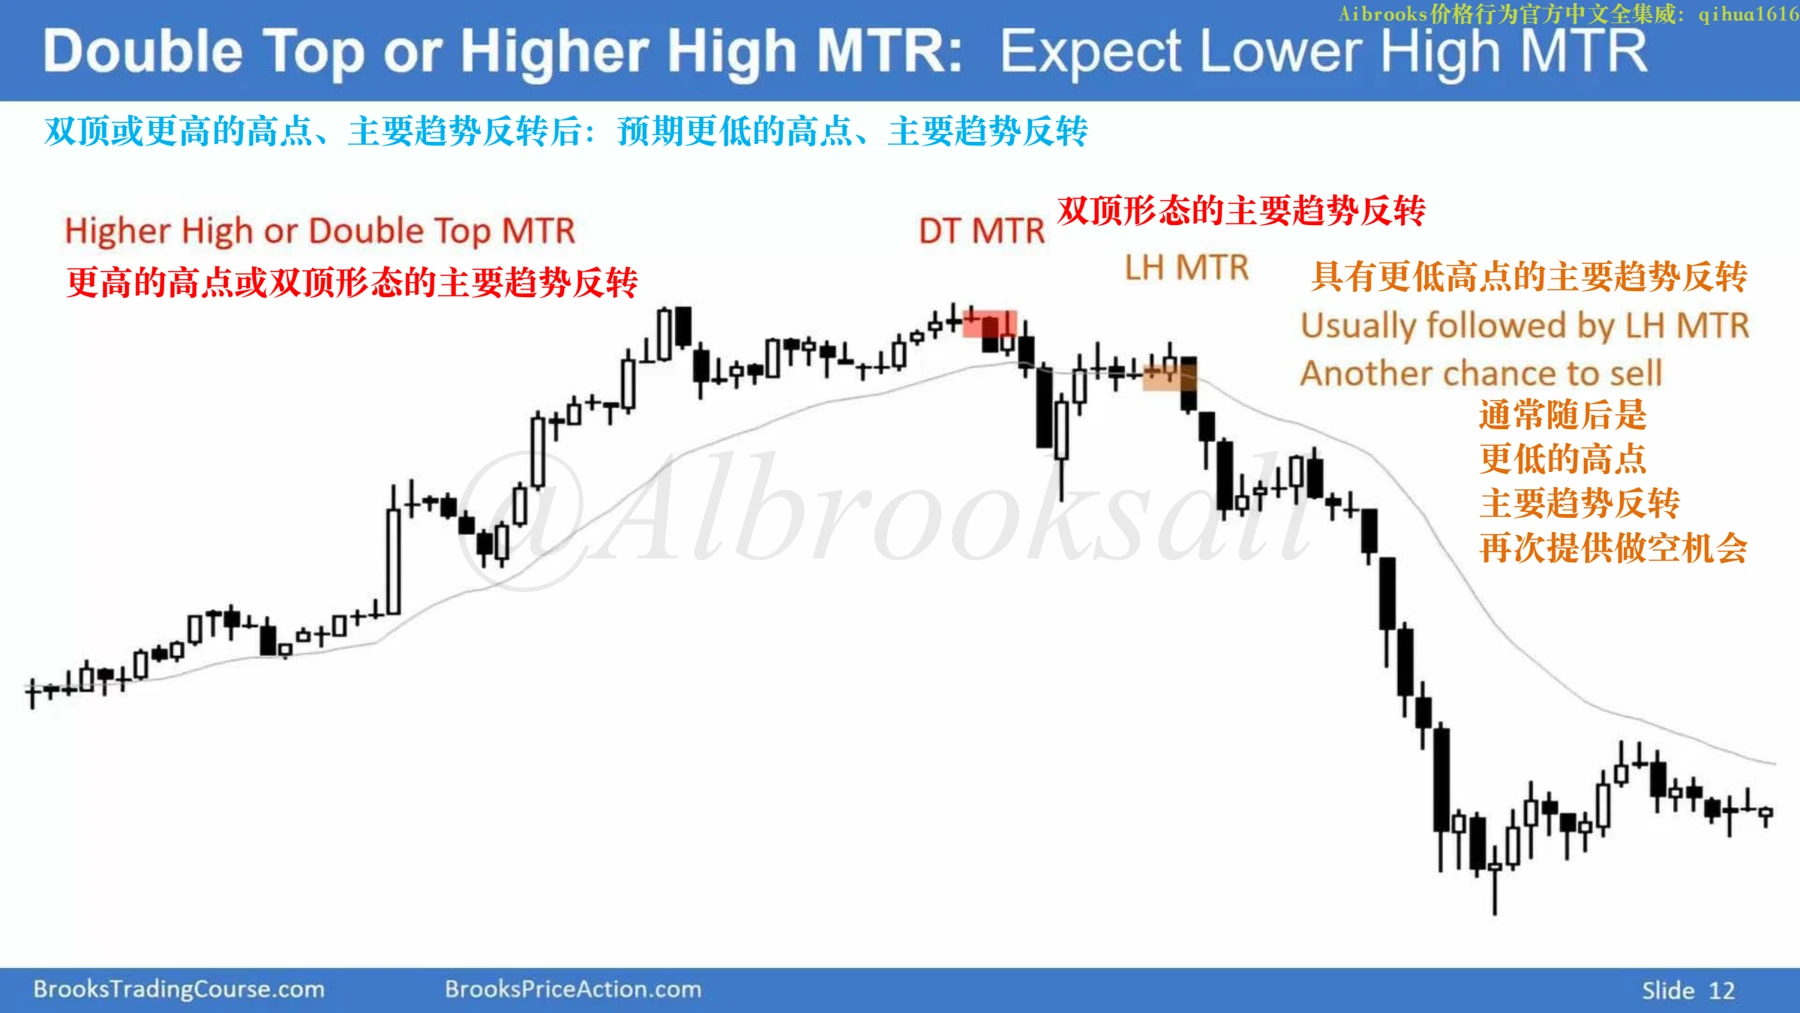 Aibrooks价格行为官方中文全集威: qihua1616
Double Top or Higher High MTR: Expect Lower High MTR
双顶或更高的高点、主要趋势反转后：预期更低的高点、主要趋势反转
Higher High or Double Top MTR
更高的高点或双顶形态的主要趋势反转
DT MTR
双顶形态的主要趋势反转
LH MTR
具有更低高点的主要趋势反转
Usually followed by LH MTR
Another chance to sell
通常随后是
更低的高点
主要趋势反转
再次提供做空机会
@Albrooksall
BrooksTradingCourse.com
BrooksPriceAction.com
Slide 12